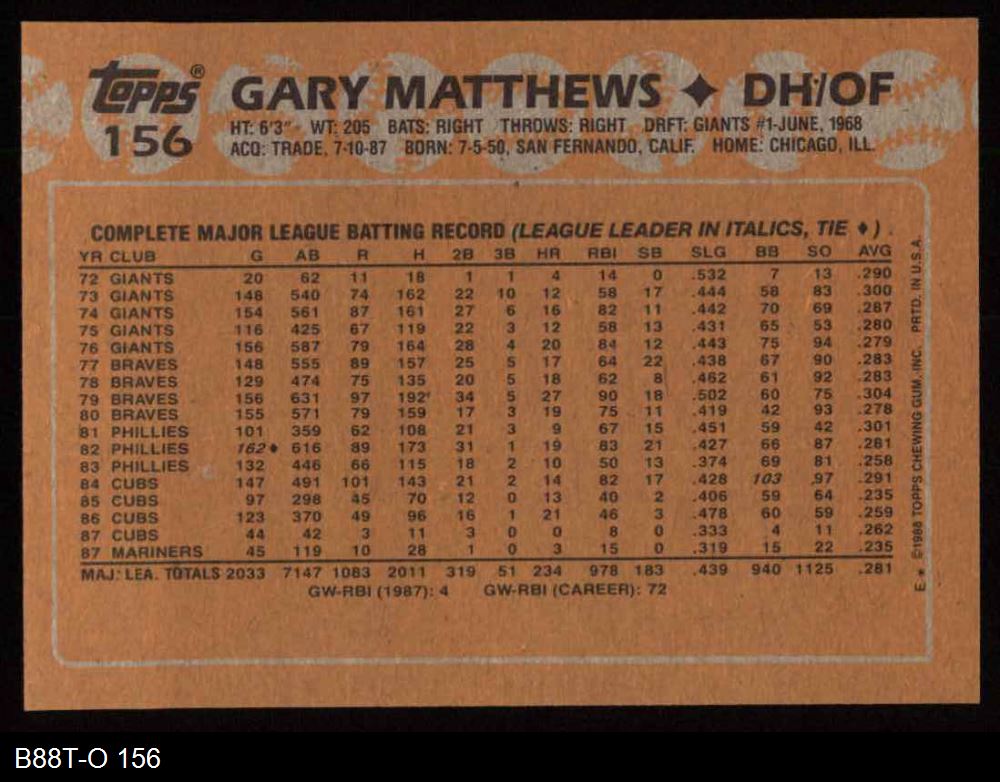 Topps® GARY MATTHEWS ♦ DH/OF
156 HT: 6'3" WT: 205 BATS: RIGHT THROWS: RIGHT DRFT: GIANTS #1-JUNE, 1968
ACQ: TRADE, 7-10-87 BORN: 7-5-50, SAN FERNANDO, CALIF. HOME: CHICAGO, ILL.
COMPLETE MAJOR LEAGUE BATTING RECORD (LEAGUE LEADER IN ITALICS, TIE ♦)
YR CLUB G AB R H 2B 3B HR RBI SB SLG BB SO AVG
72 GIANTS 20 62 11 18 1 1 4 14 0 .532 7 13 .290
73 GIANTS 148 540 74 162 22 10 12 58 17 .444 58 83 .300
74 GIANTS 154 561 87 161 27 6 16 82 11 .442 70 69 .287
75 GIANTS 116 425 67 119 22 3 12 58 13 .431 65 53 .280
76 GIANTS 156 587 79 164 28 4 20 84 12 .443 75 94 .279
77 BRAVES 148 555 89 157 25 5 17 64 22 .438 67 90 .283
78 BRAVES 129 474 75 135 20 5 18 62 8 .462 61 92 .283
79 BRAVES 156 631 97 192 34 5 27 90 18 .502 60 75 .304
80 BRAVES 155 571 79 159 17 3 19 75 11 .419 42 93 .278
81 PHILLIES 101 359 62 108 21 3 9 67 15 .451 59 42 .301
82 PHILLIES 162♦ 616 89 173 31 1 19 83 21 .427 66 87 .281
83 PHILLIES 132 446 66 115 18 2 10 50 13 .374 69 81 .258
84 CUBS 147 491 101 143 21 2 14 82 17 .428 103 97 .291
85 CUBS 97 298 45 70 12 0 13 40 2 .406 59 64 .235
86 CUBS 123 370 49 96 16 1 21 46 3 .478 60 59 .259
87 CUBS 44 42 3 11 3 0 0 8 0 .333 4 11 .262
87 MARINERS 45 119 10 28 1 0 3 15 0 .319 15 22 .235
MAJ. LEA. TOTALS 2033 7147 1083 2011 319 51 234 978 183 .439 940 1125 .281
GW-RBI (1987): 4 GW-RBI (CAREER): 72
E* ©1988 TOPPS CHEWING GUM, INC. PRTD. IN U.S.A.
B88T-O 156